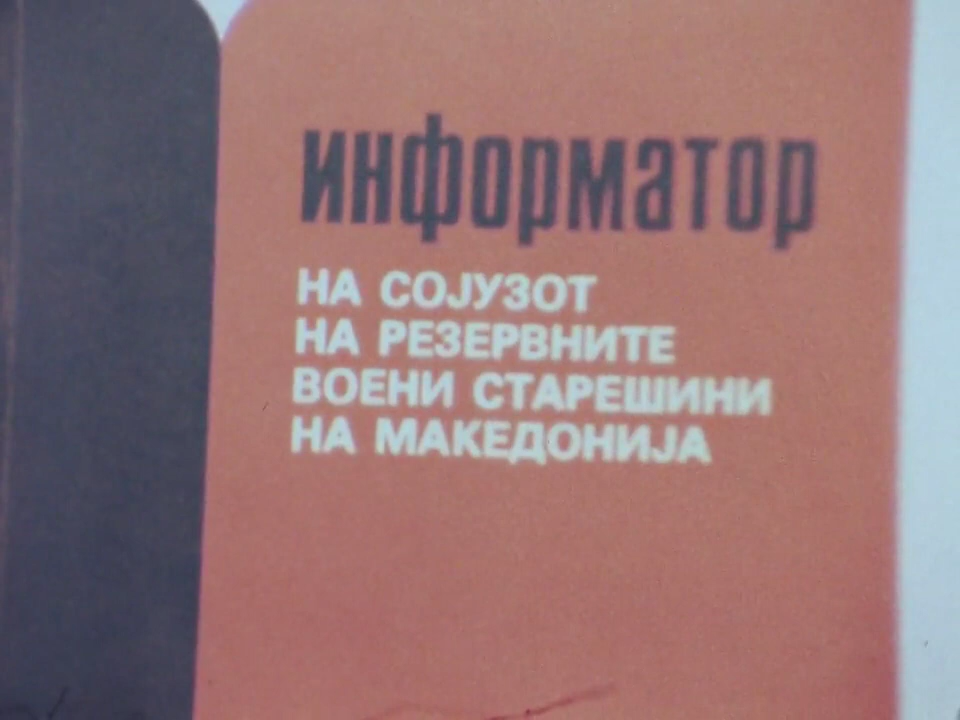 информатор
НА СОЈУЗОТ
НА РЕЗЕРВНИТЕ
ВОЕНИ СТАРЕШИНИ
НА МАКЕДОНИЈА